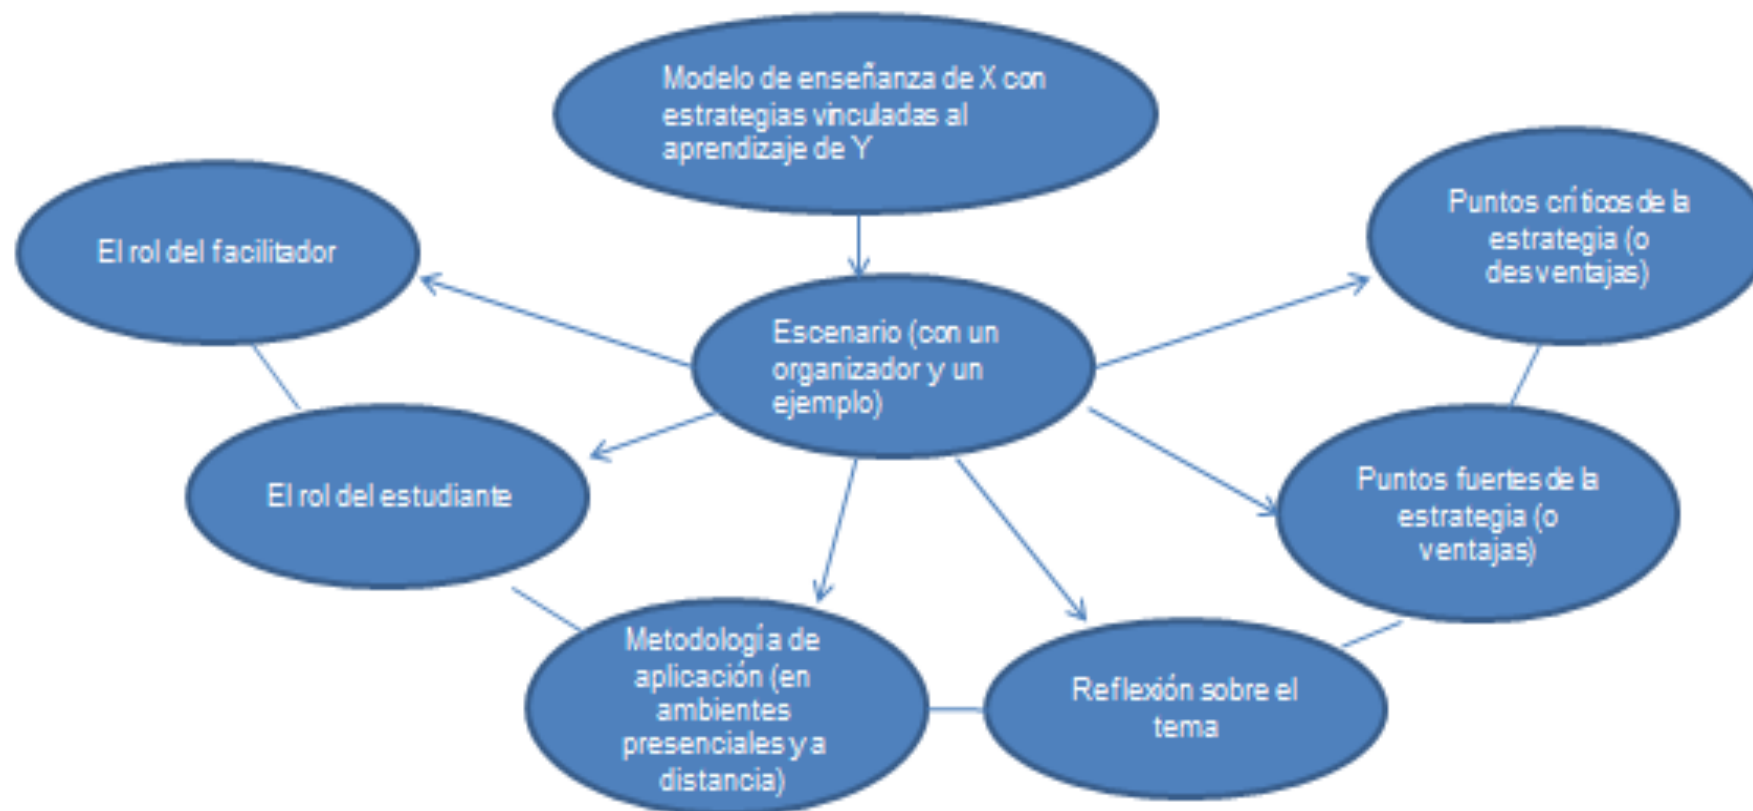 Modelo de enseñanza de X con
estrategias vinculadas al
aprendizaje de Y
El rol del facilitador
Puntos críticos de la
estrategia (o
desventajas)
Escenario (con un
organizador y un
ejemplo)
El rol del estudiante
Puntos fuertes de la
estrategia (o
ventajas)
Metodología de
aplicación (en
ambientes
presenciales y a
distancia)
Reflexión sobre el
tema